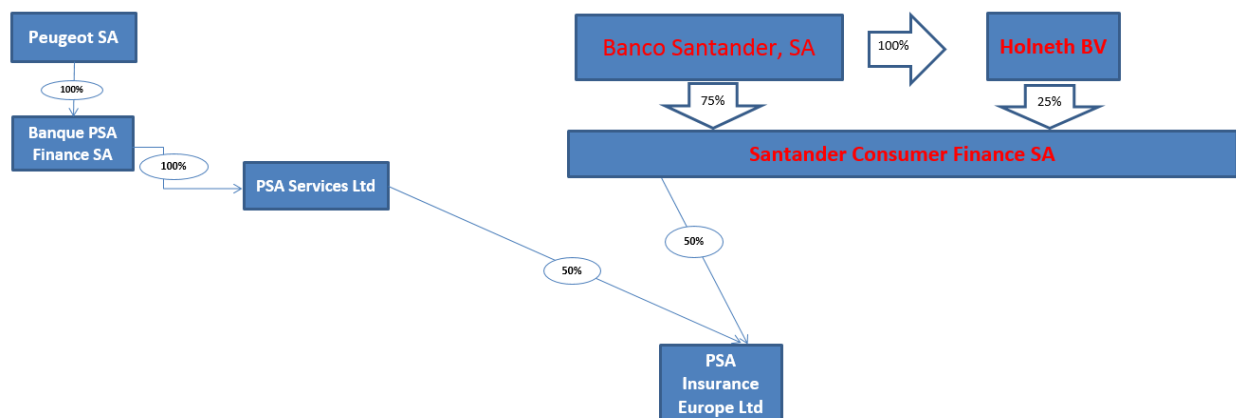 Peugeot SA
Banco Santander, SA
100%
Holneth BV
100%
75%
25%
Banque PSA
Finance SA
100%
Santander Consumer Finance SA
PSA Services Ltd
50%
50%
PSA
Insurance
Europe Ltd